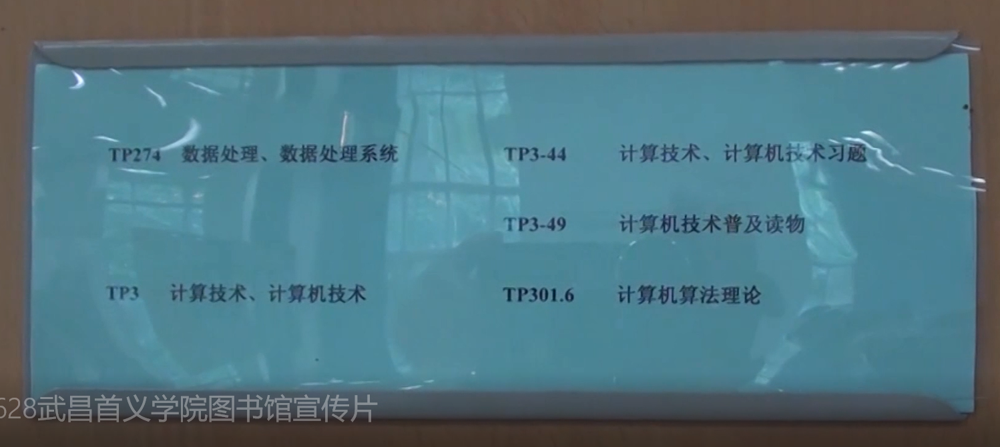 TP274 数据处理、数据处理系统
TP3 计算技术、计算机技术
TP3-44 计算技术、计算机技术习题
TP3-49 计算机技术普及读物
TP301.6 计算机算法理论
628武昌首义学院图书馆宣传片